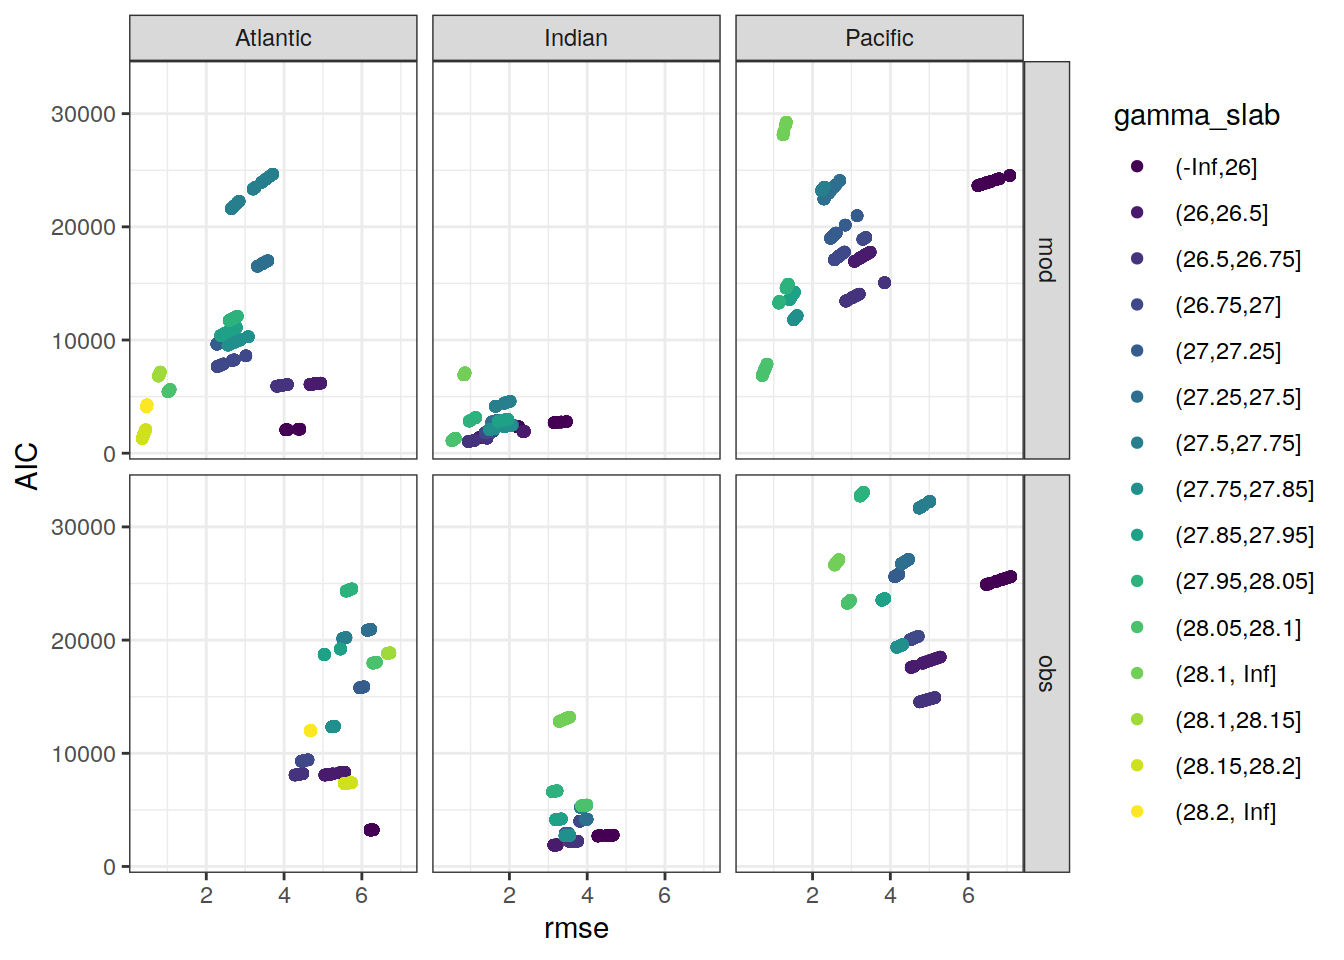 Atlantic Indian Pacific
gamma_slab
(-Inf,26]
(26,26.5]
(26.5,26.75]
(26.75,27]
(27,27.25]
(27.25,27.5]
(27.5,27.75]
(27.75,27.85]
(27.85,27.95]
(27.95,28.05]
(28.05,28.1]
(28.1, Inf]
(28.1,28.15]
(28.15,28.2]
(28.2, Inf]
30000
20000
10000
0
mod
AIC
30000
20000
10000
0
obs
2 4 6 2 4 6 2 4 6
rmse